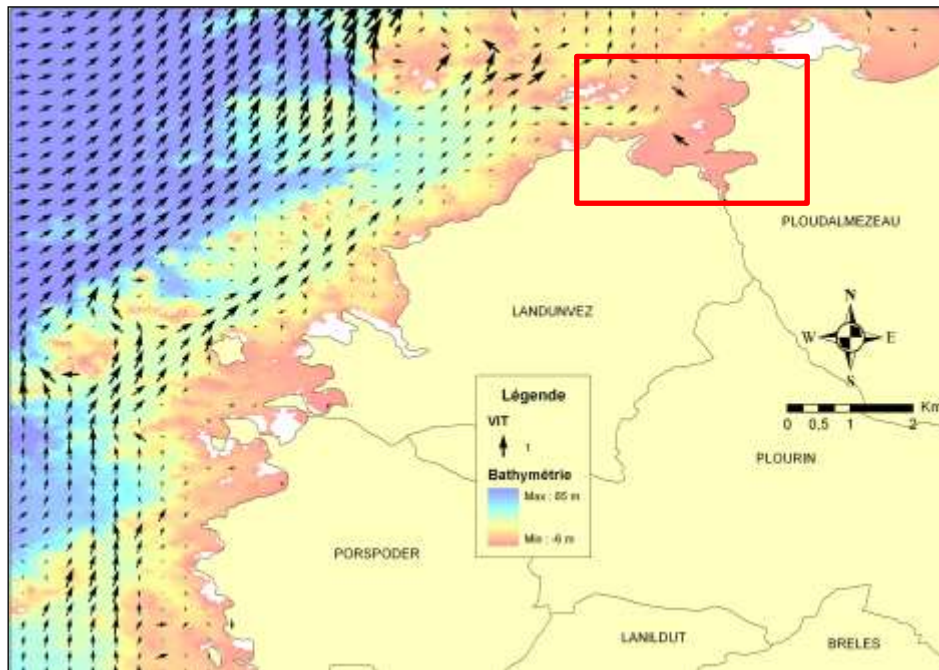 PLOUDALMEZEAU
LANDUNVEZ
N
W E
S
Légende
VIT
1
Bathymétrie
Max : 85 m
Min : -6 m
Km
0 0,5 1 2
PLOURIN
PORSPODER
LANILDUT
BRELES